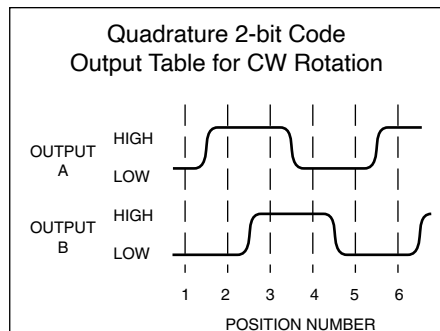 Quadrature 2-bit Code
Output Table for CW Rotation
OUTPUT
A
HIGH
LOW
OUTPUT
B
HIGH
LOW
1 2 3 4 5 6
POSITION NUMBER